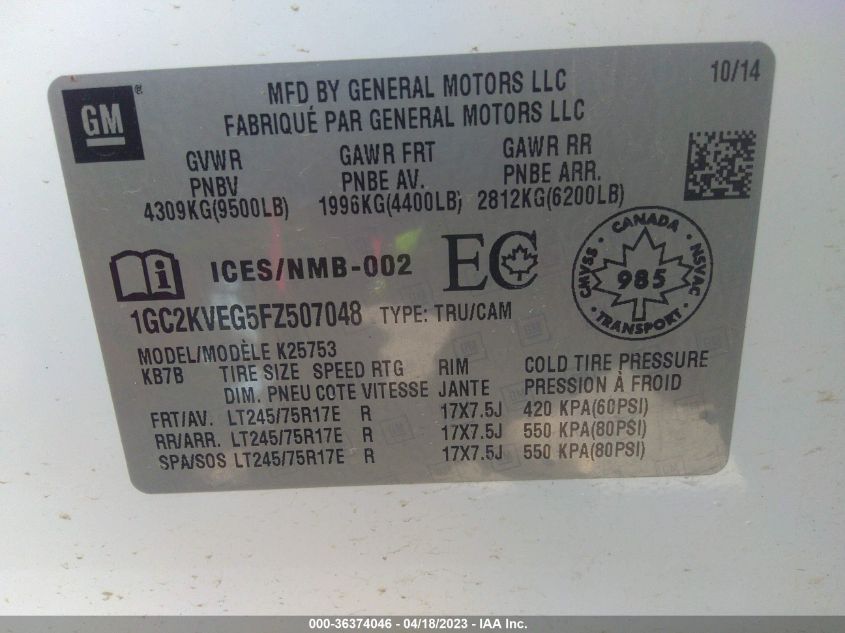 GM ®
MFD BY GENERAL MOTORS LLC
10/14
FABRIQUÉ PAR GENERAL MOTORS LLC
GVWR GAWR FRT GAWR RR
PNBV PNBE AV. PNBE ARR.
4309KG(9500LB) 1996KG(4400LB) 2812KG(6200LB)
i ICES/NMB-002 EC
CANADA
CMVSS 985 NSVAC
TRANSPORT
1GC2KVEG5FZ507048 TYPE: TRU/CAM
MODEL/MODÈLE K25753
KB7B TIRE SIZE SPEED RTG RIM COLD TIRE PRESSURE
DIM. PNEU COTE VITESSE JANTE PRESSION À FROID
FRT/AV. LT245/75R17E R 17X7.5J 420 KPA(60PSI)
RR/ARR. LT245/75R17E R 17X7.5J 550 KPA(80PSI)
SPA/SOS LT245/75R17E R 17X7.5J 550 KPA(80PSI)
000-36374046 - 04/18/2023 - IAA Inc.